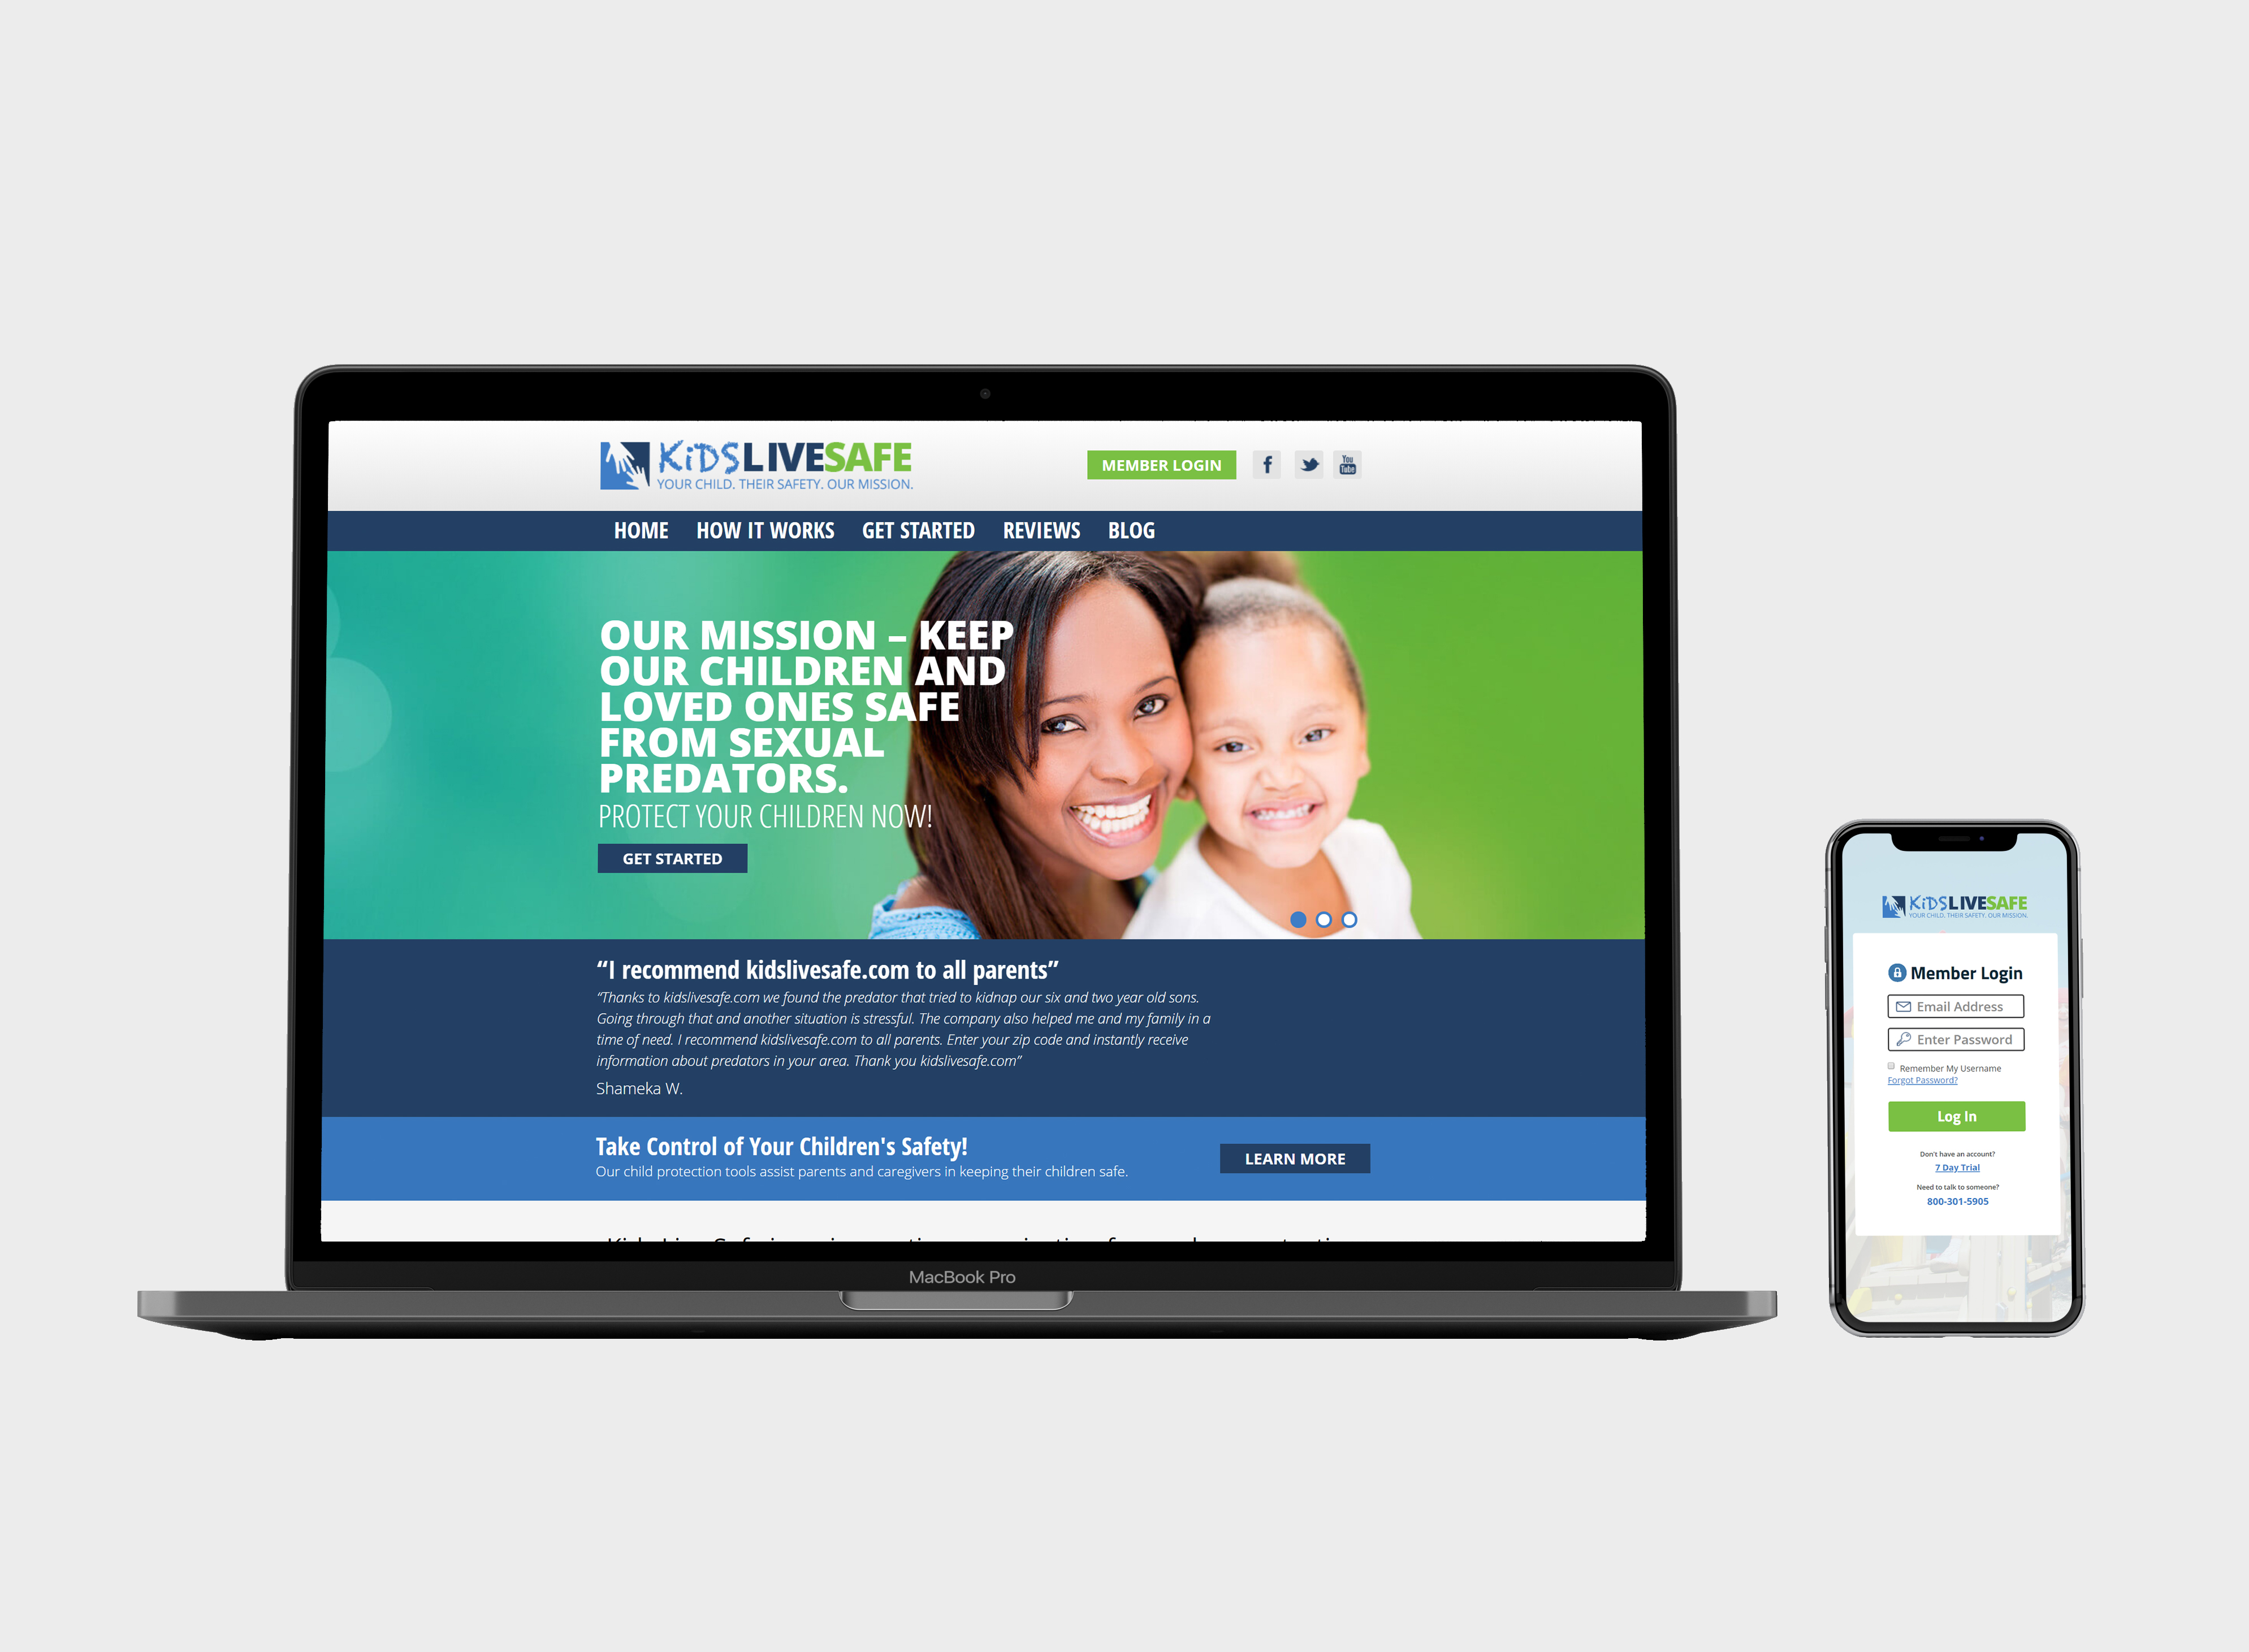 KiDSLIVESAFE
YOUR CHILD. THEIR SAFETY. OUR MISSION.
MEMBER LOGIN
f
You
Tube
HOME HOW IT WORKS GET STARTED REVIEWS BLOG
OUR MISSION – KEEP
OUR CHILDREN AND
LOVED ONES SAFE
FROM SEXUAL
PREDATORS.
PROTECT YOUR CHILDREN NOW!
GET STARTED
“I recommend kidslivesafe.com to all parents”
“Thanks to kidslivesafe.com we found the predator that tried to kidnap our six and two year old sons.
Going through that and another situation is stressful. The company also helped me and my family in a
time of need. I recommend kidslivesafe.com to all parents. Enter your zip code and instantly receive
information about predators in your area. Thank you kidslivesafe.com”
Shameka W.
Take Control of Your Children's Safety!
Our child protection tools assist parents and caregivers in keeping their children safe.
LEARN MORE
MacBook Pro
KiDSLIVESAFE
YOUR CHILD. THEIR SAFETY. OUR MISSION.
Member Login
Email Address
Enter Password
Remember My Username
Forgot Password?
Log In
Don't have an account?
7 Day Trial
Need to talk to someone?
800-301-5905